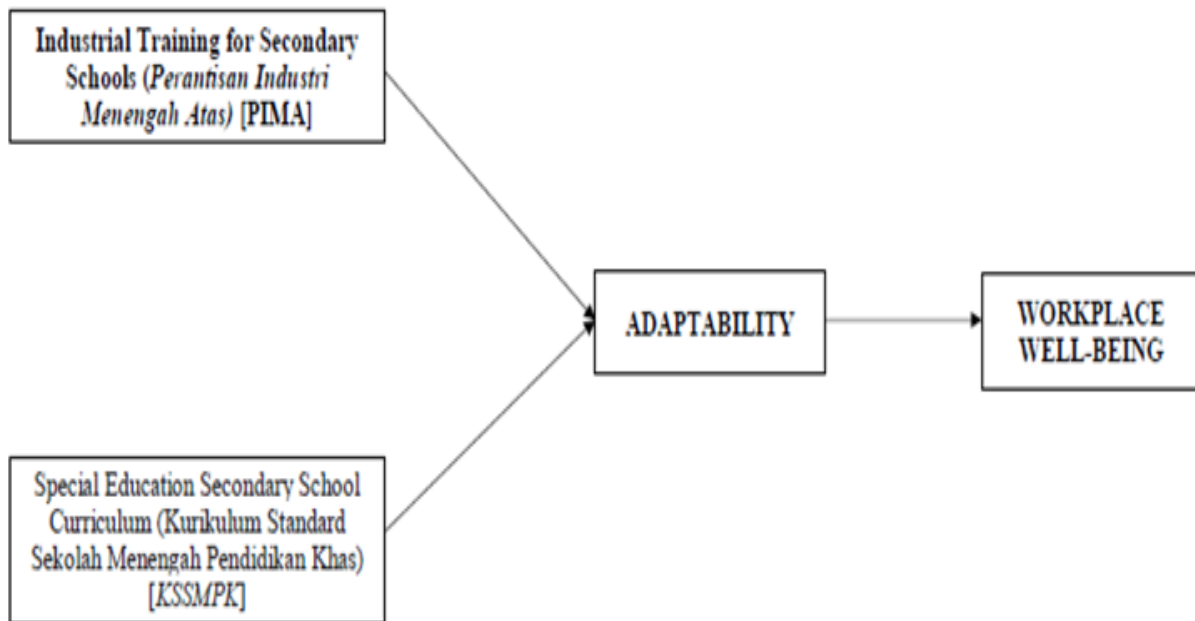 Industrial Training for Secondary
Schools (Perantisan Industri
Menengah Atas) [PIMA]
ADAPTABILITY
WORKPLACE
WELL-BEING
Special Education Secondary School
Curriculum (Kurikulum Standard
Sekolah Menengah Pendidikan Khas)
[KSSMPK]